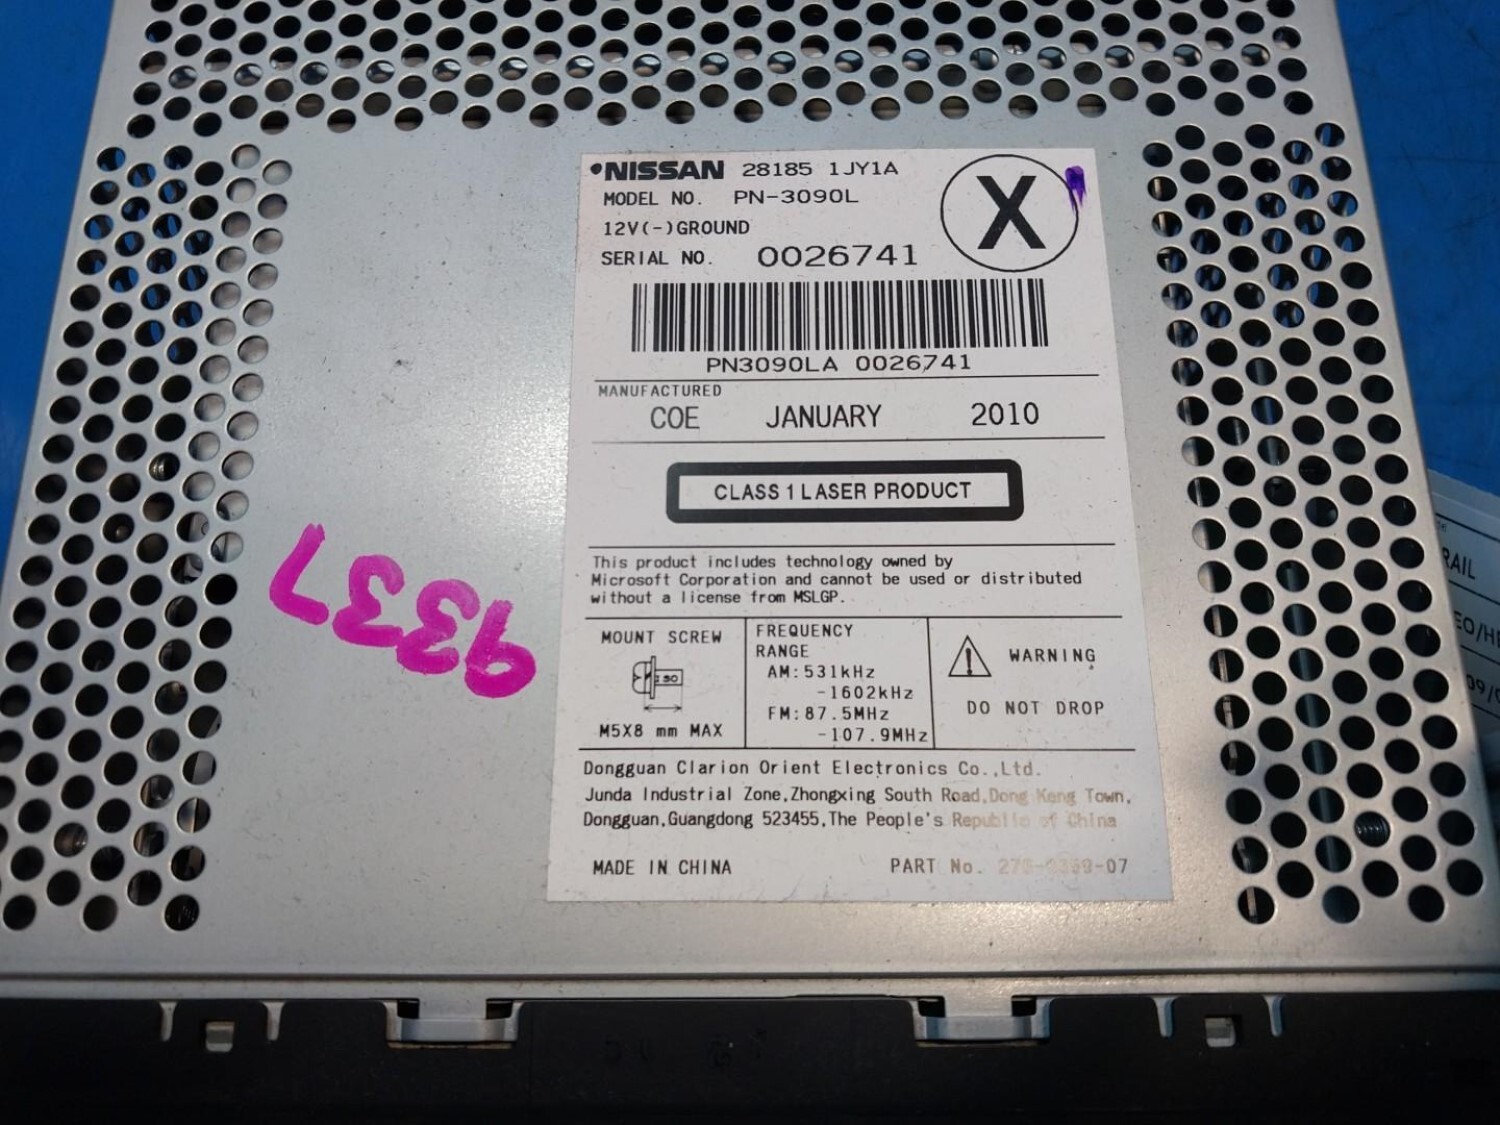 NISSAN 28185 1JY1A
MODEL NO. PN-3090L
X
12V(-)GROUND
SERIAL NO. 0026741
PN3090LA 0026741
MANUFACTURED
COE JANUARY 2010
CLASS 1 LASER PRODUCT
This product includes technology owned by
Microsoft Corporation and cannot be used or distributed
without a license from MSLGP.
MOUNT SCREW
M5X8 mm MAX
FREQUENCY
RANGE
AM:531kHz
-1602kHz
FM:87.5MHz
-107.9MHz
WARNING
DO NOT DROP
Dongguan Clarion Orient Electronics Co.,Ltd.
Junda Industrial Zone,Zhongxing South Road,Dong Keng Town,
Dongguan,Guangdong 523455,The People's Republic of China
MADE IN CHINA PART No.
9337
RAIL
EO/HE